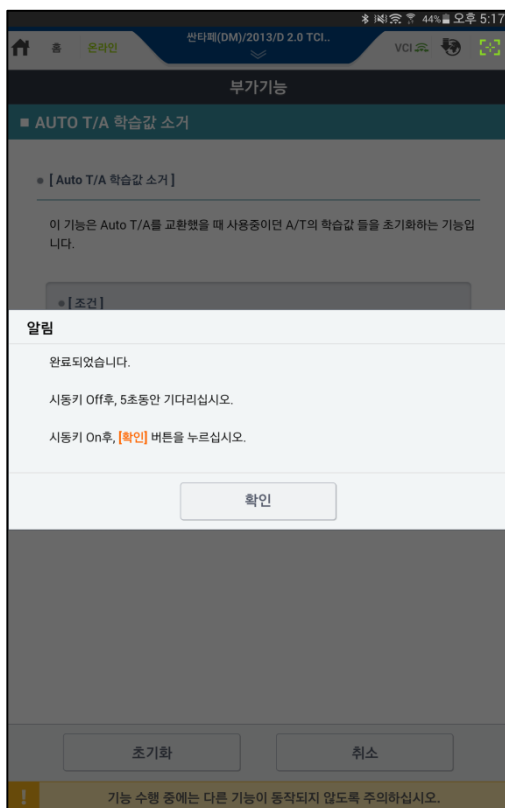 44% 오후 5:17
홈 온라인 싼타페(DM)/2013/D 2.0 TCI.. VCI
부가기능
■ AUTO T/A 학습값 소거
● [ Auto T/A 학습값 소거 ]
이 기능은 Auto T/A를 교환했을 때 사용중이던 A/T의 학습값 들을 초기화하는 기능입
니다.
● [ 조건 ]
알림
완료되었습니다.
시동키 Off후, 5초동안 기다리십시오.
시동키 On후, [확인] 버튼을 누르십시오.
확인
초기화 취소
! 기능 수행 중에는 다른 기능이 동작되지 않도록 주의하십시오.